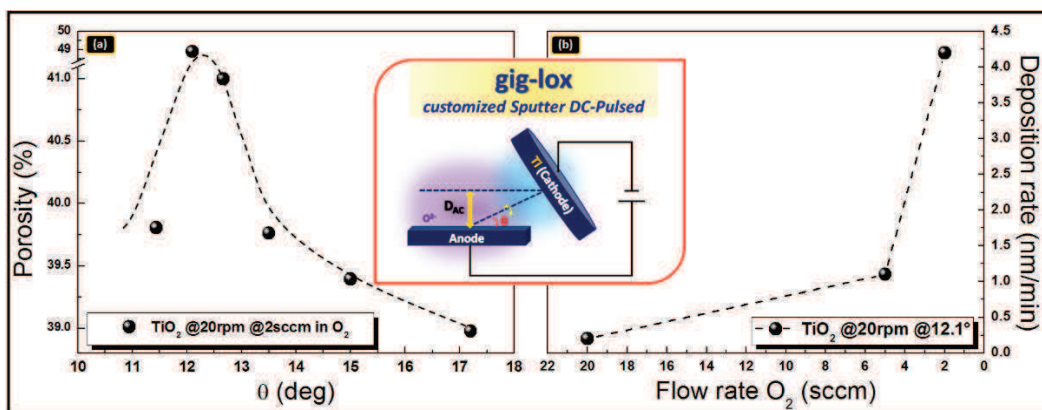 (a)
50
49
41.0
40.5
40.0
39.5
39.0
Porosity (%)
10 11 12 13 14 15 16 17 18
θ (deg)
TiO2 @20rpm @2sccm in O2
gig-lox
customized Sputter DC-Pulsed
Ti (Cathode)
DAC
θ
Anode
(b)
4.5
4.0
3.5
3.0
2.5
2.0
1.5
1.0
0.5
0.0
Deposition rate (nm/min)
TiO2 @20rpm @12.1°
22 20 18 16 14 12 10 8 6 4 2 0
Flow rate O2 (sccm)